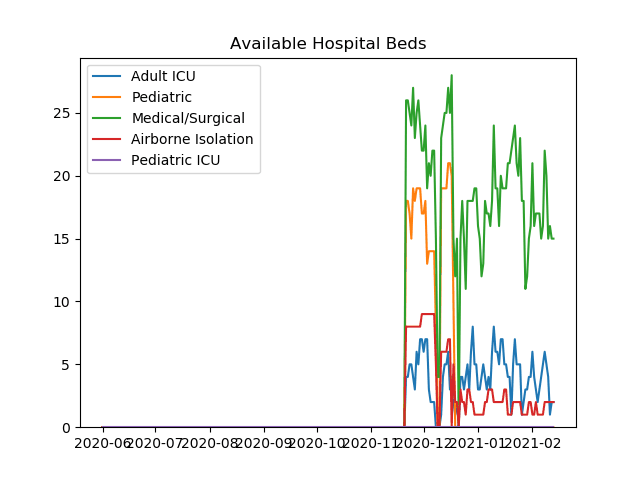 Available Hospital Beds
Adult ICU
Pediatric
Medical/Surgical
Airborne Isolation
Pediatric ICU
25
20
15
10
5
0
2020-06 2020-07 2020-08 2020-09 2020-10 2020-11 2020-12 2021-01 2021-02